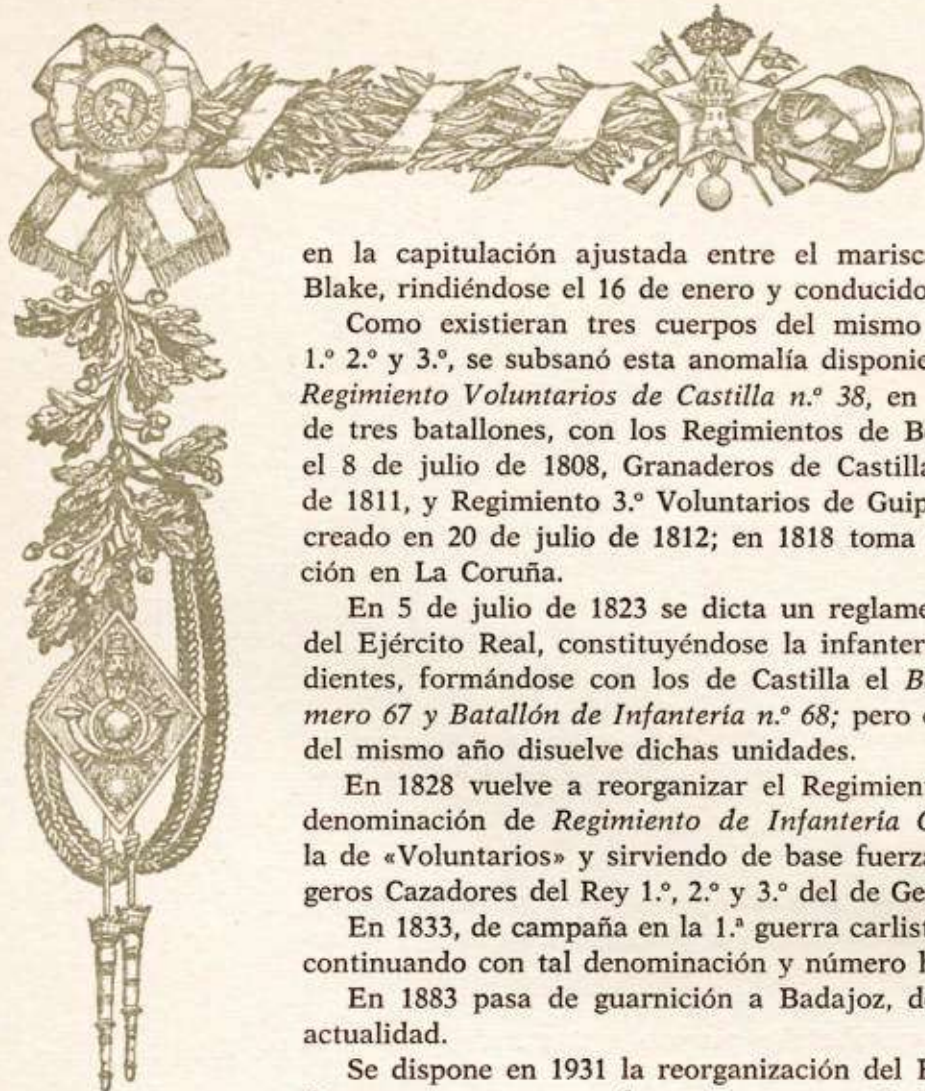 en la capitulación ajustada entre el marisc
Blake, rindiéndose el 16 de enero y conducido
Como existieran tres cuerpos del mismo
1.º 2.º y 3.º, se subsanó esta anomalía disponie
Regimiento Voluntarios de Castilla n.º 38, en
de tres batallones, con los Regimientos de B
el 8 de julio de 1808, Granaderos de Castilla
de 1811, y Regimiento 3.º Voluntarios de Guip
creado en 20 de julio de 1812; en 1818 toma
ción en La Coruña.
En 5 de julio de 1823 se dicta un reglame
del Ejército Real, constituyéndose la infanter
dientes, formándose con los de Castilla el B
mero 67 y Batallón de Infantería n.º 68; pero
del mismo año disuelve dichas unidades.
En 1828 vuelve a reorganizar el Regimient
denominación de Regimiento de Infantería C
la de «Voluntarios» y sirviendo de base fuerza
geros Cazadores del Rey 1.º, 2.º y 3.º del de Ge
En 1833, de campaña en la 1.ª guerra carlist
continuando con tal denominación y número
En 1883 pasa de guarnición a Badajoz, d
actualidad.
Se dispone en 1931 la reorganización del